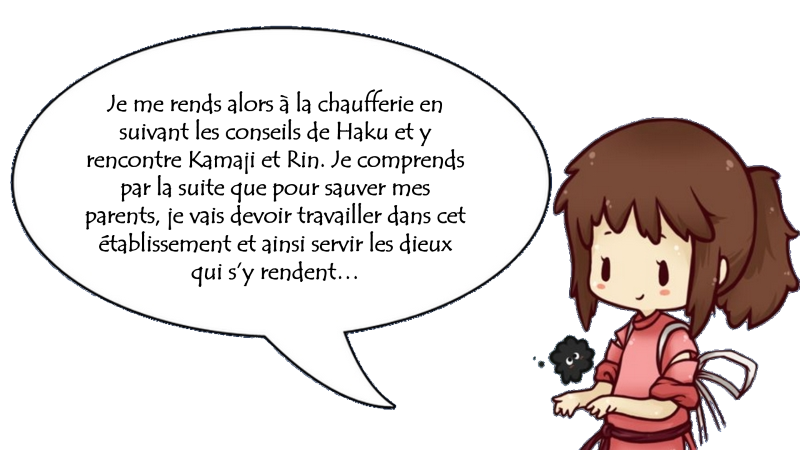 Je me rends alors à la chaufferie en
suivant les conseils de Haku et y
rencontre Kamaji et Rin. Je comprends
par la suite que pour sauver mes
parents, je vais devoir travailler dans cet
établissement et ainsi servir les dieux
qui s'y rendent...